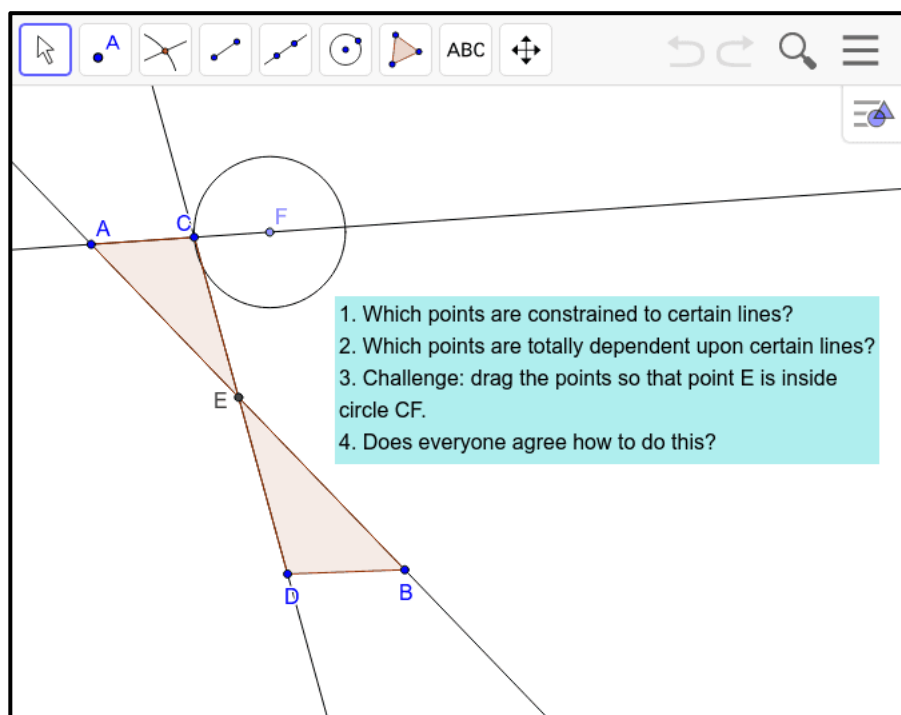 A
ABC
A
C
F
1. Which points are constrained to certain lines?
2. Which points are totally dependent upon certain lines?
3. Challenge: drag the points so that point E is inside
circle CF.
4. Does everyone agree how to do this?
E
D
B